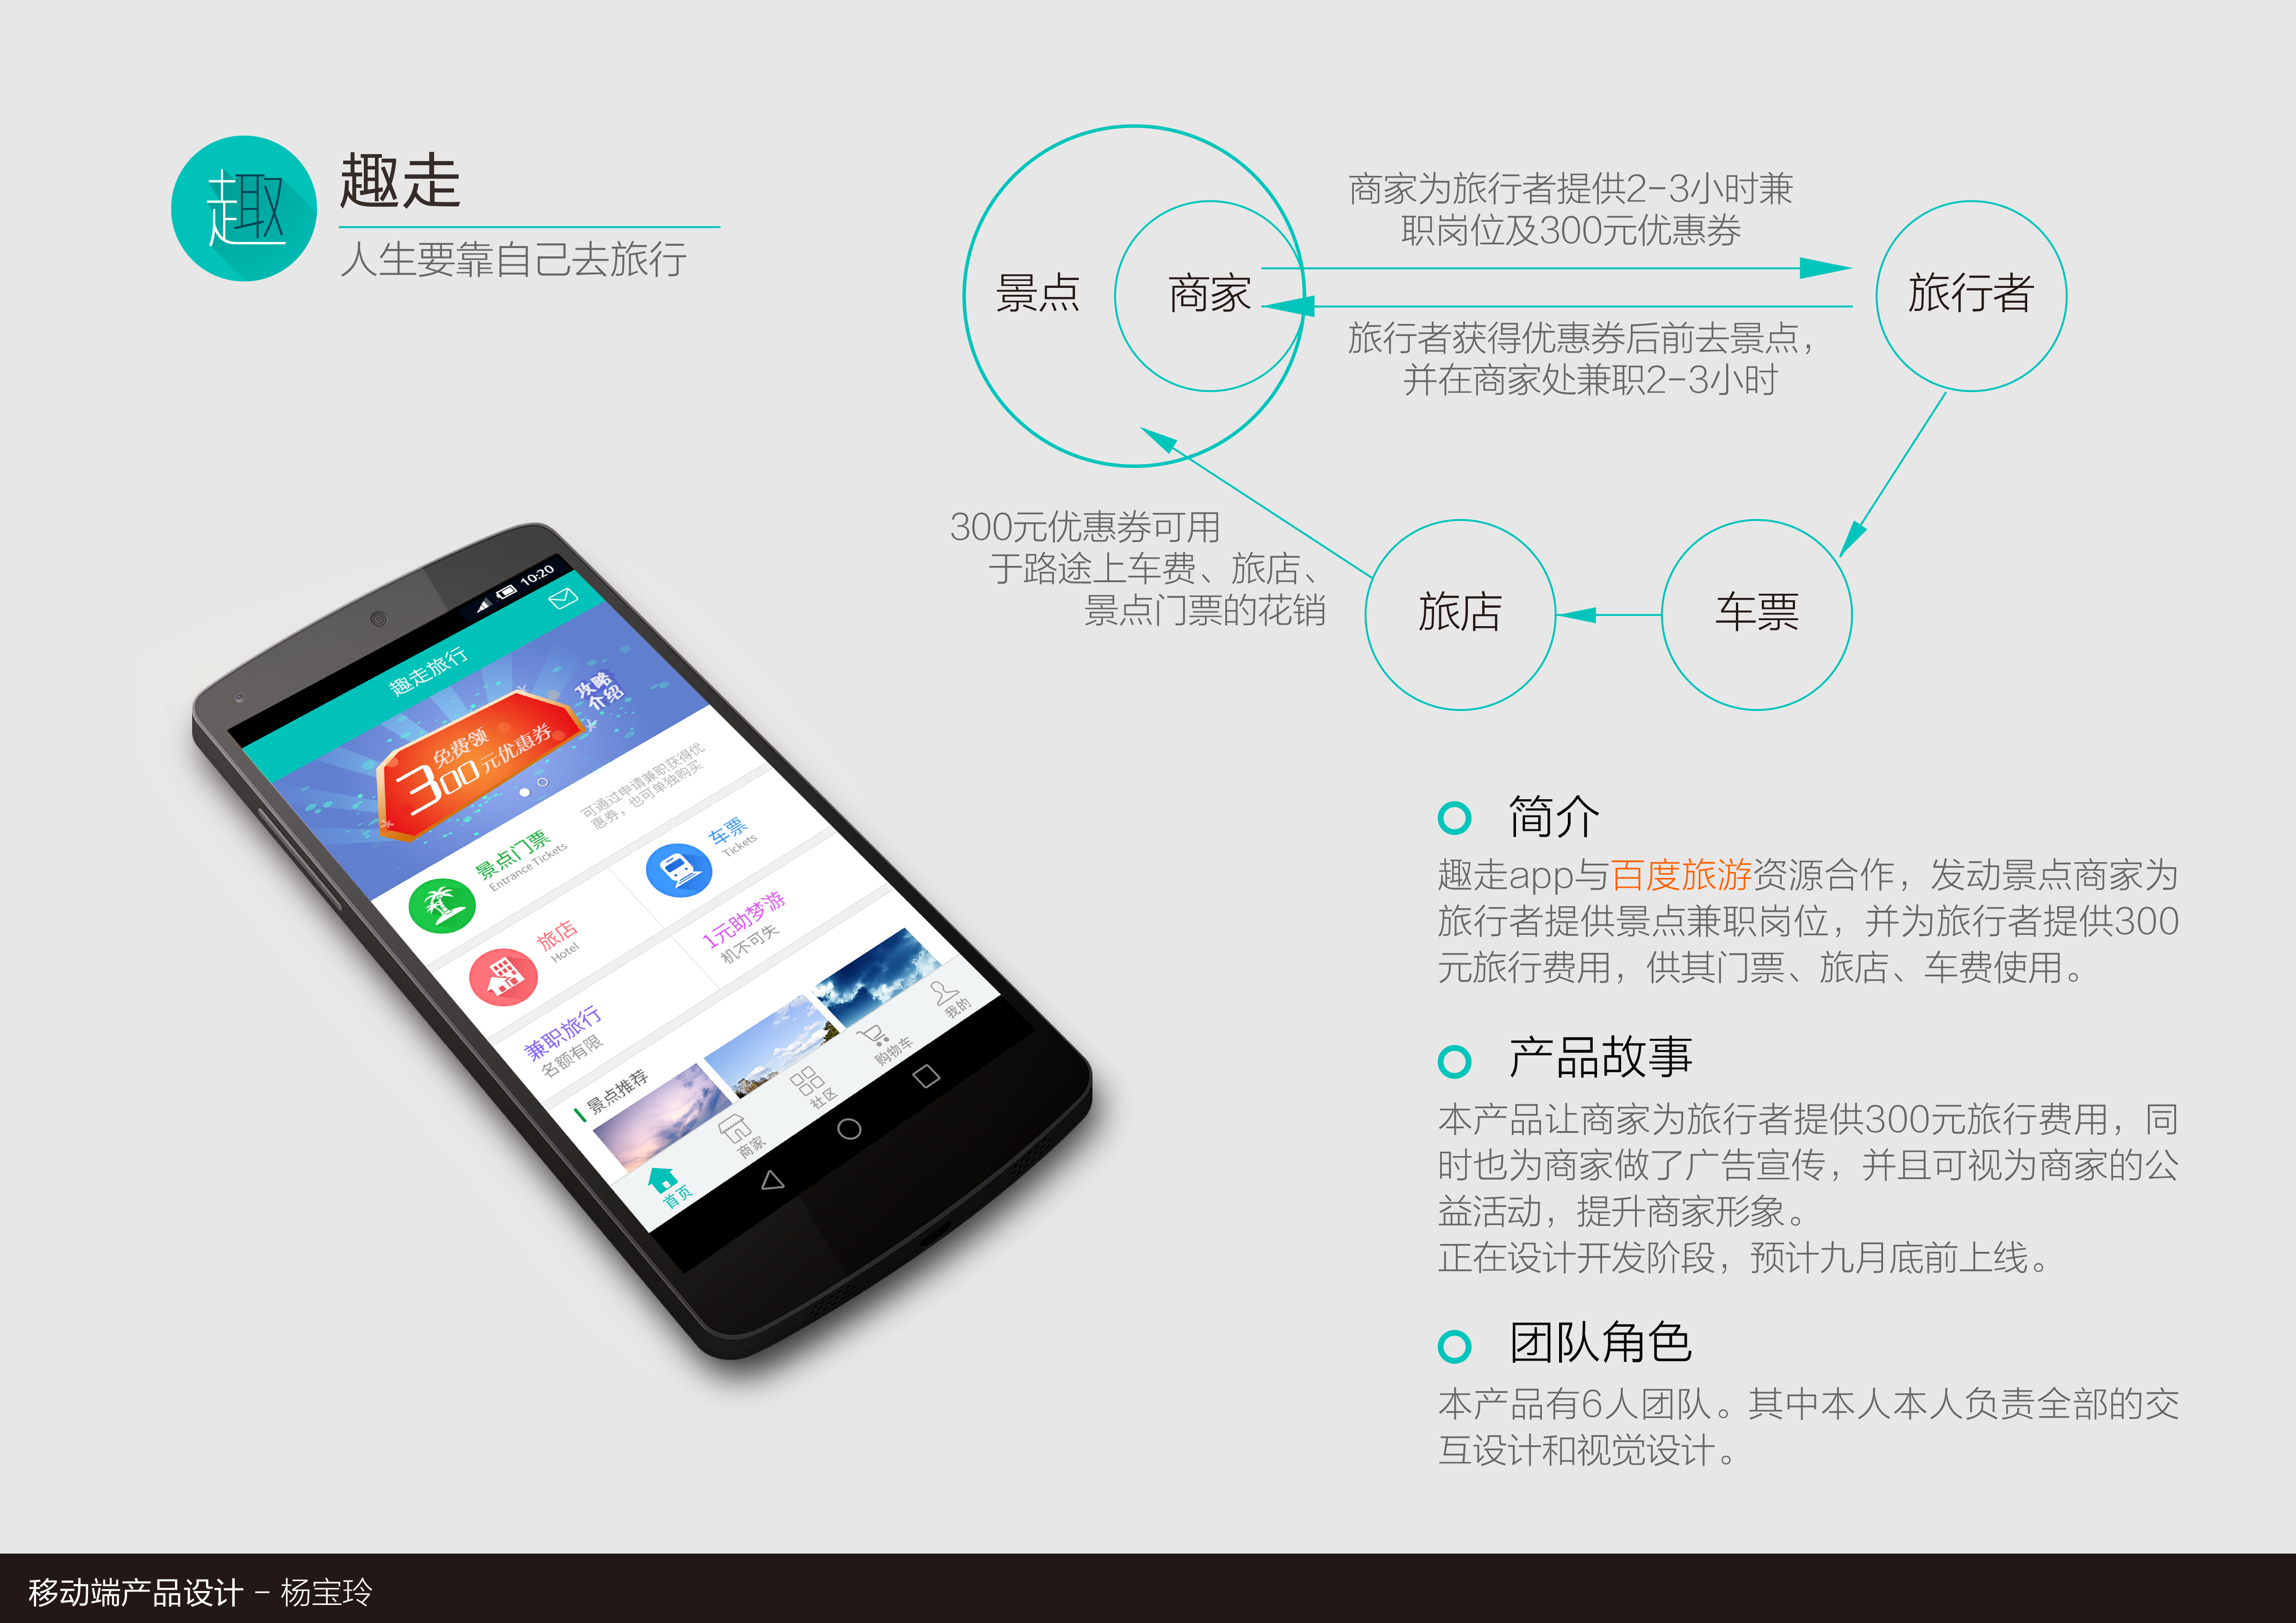 趣
趣走
人生要靠自己去旅行
景点
商家
商家为旅行者提供2-3小时兼
职岗位及300元优惠券
旅行者
旅行者获得优惠券后前去景点，
并在商家处兼职2-3小时
300元优惠券可用
于路途上车费、旅店、
景点门票的花销
旅店
车票
10:20
趣走旅行
免费领
300元优惠券
攻略
介绍
景点门票
Entrance Tickets
可通过申请兼职获得优
惠券，也可单独购买
旅店
Hotel
车票
Tickets
兼职旅行
名额有限
1元助梦游
机不可失
景点推荐
首页
商家
社区
购物车
我的
简介
趣走app与百度旅游资源合作，发动景点商家为
旅行者提供景点兼职岗位，并为旅行者提供300
元旅行费用，供其门票、旅店、车费使用。
产品故事
本产品让商家为旅行者提供300元旅行费用，同
时也为商家做了广告宣传，并且可视为商家的公
益活动，提升商家形象。
正在设计开发阶段，预计九月底前上线。
团队角色
本产品有6人团队。其中本人本人负责全部的交
互设计和视觉设计。
移动端产品设计 - 杨宝玲